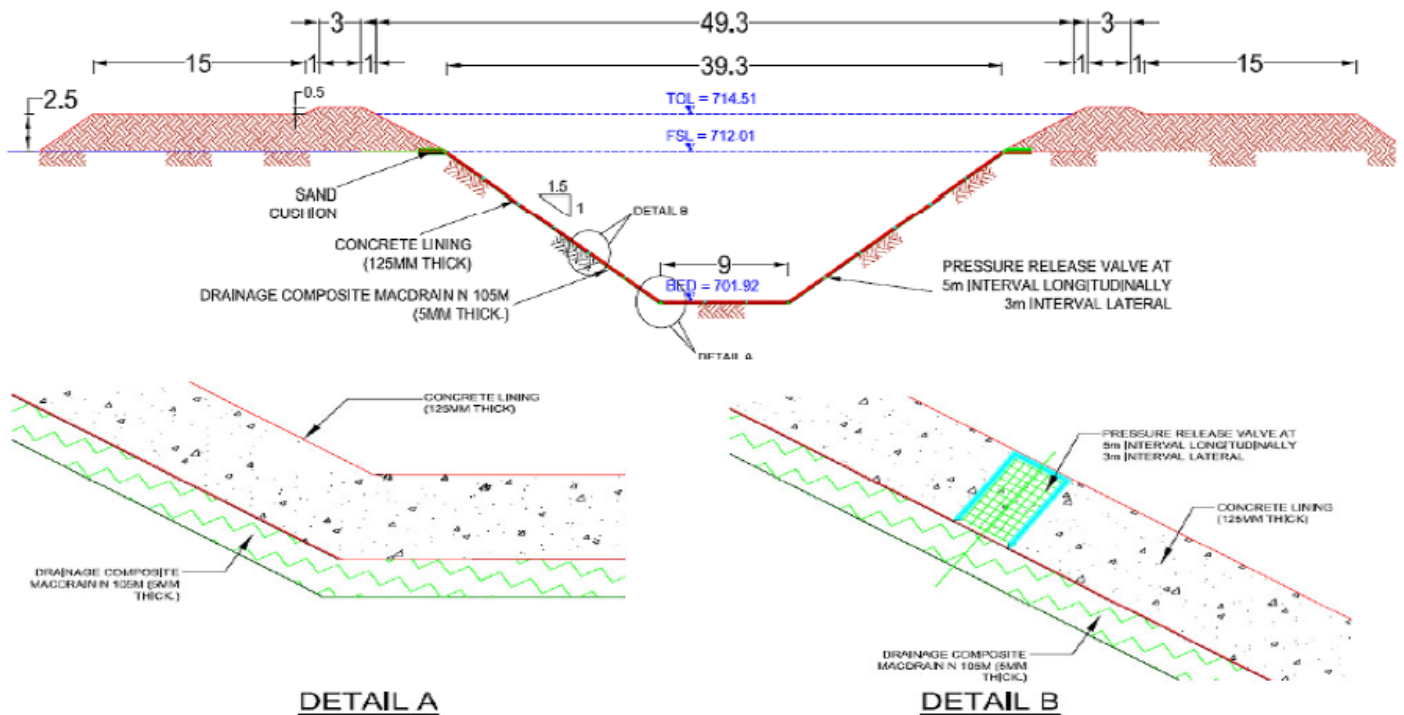 3
49.3
3
15
1
1
39.3
1
1
15
2.5
0.5
TOL = 714.51
FSL = 712.01
SAND
CUSHION
1.5
1
DETAIL B
CONCRETE LINING
(125MM THICK)
9
DRAINAGE COMPOSITE MACDRAIN N 105M
(5MM THICK.)
BED = 701.92
PRESSURE RELEASE VALVE AT
5m INTERVAL LONGITUDINALLY
3m INTERVAL LATERAL
DETAIL A
CONCRETE LINING
(125MM THICK)
DRAINAGE COMPOSITE
MACDRAIN N 105M (5MM
THICK.)
DETAIL A
PRESSURE RELEASE VALVE AT
5m INTERVAL LONGITUDINALLY
3m INTERVAL LATERAL
CONCRETE LINING
(125MM THICK)
DRAINAGE COMPOSITE
MACDRAIN N 105M (5MM
THICK.)
DETAIL B